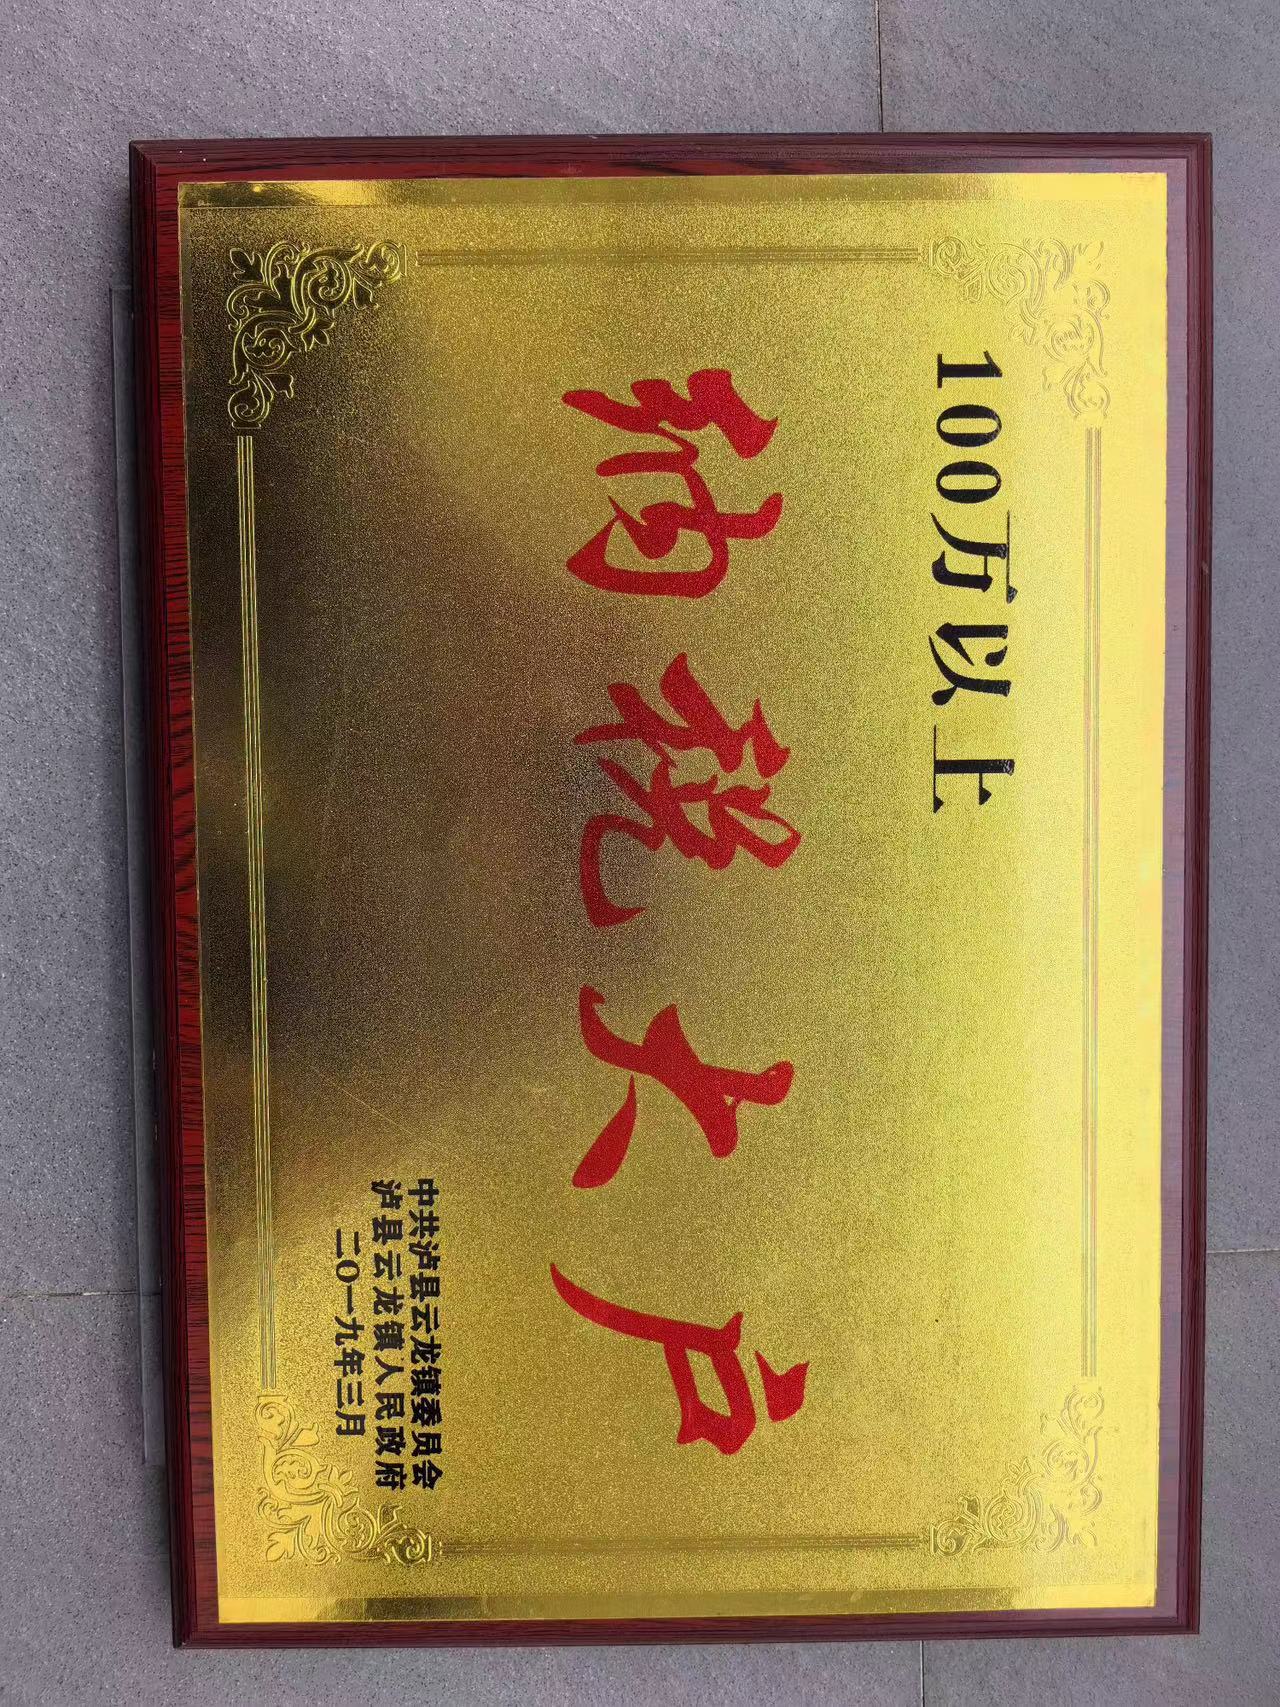 100万以上
纳税大户
中共泸县云龙镇委员会
泸县云龙镇人民政府
二〇一九年三月